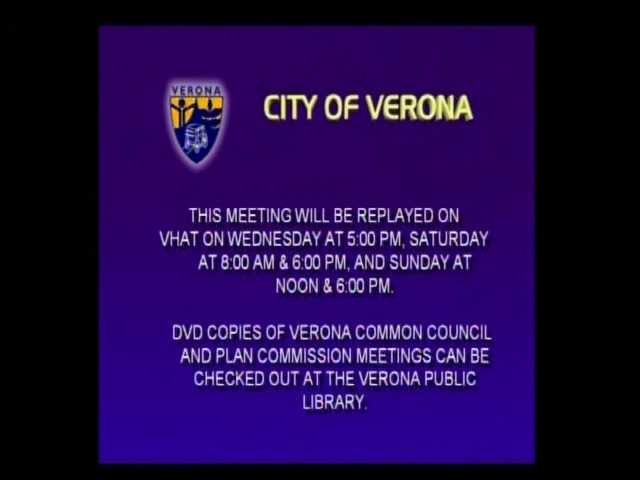 VERONA
CITY OF VERONA
THIS MEETING WILL BE REPLAYED ON
VHAT ON WEDNESDAY AT 5:00 PM, SATURDAY
AT 8:00 AM & 6:00 PM, AND SUNDAY AT
NOON & 6:00 PM.
DVD COPIES OF VERONA COMMON COUNCIL
AND PLAN COMMISSION MEETINGS CAN BE
CHECKED OUT AT THE VERONA PUBLIC
LIBRARY.